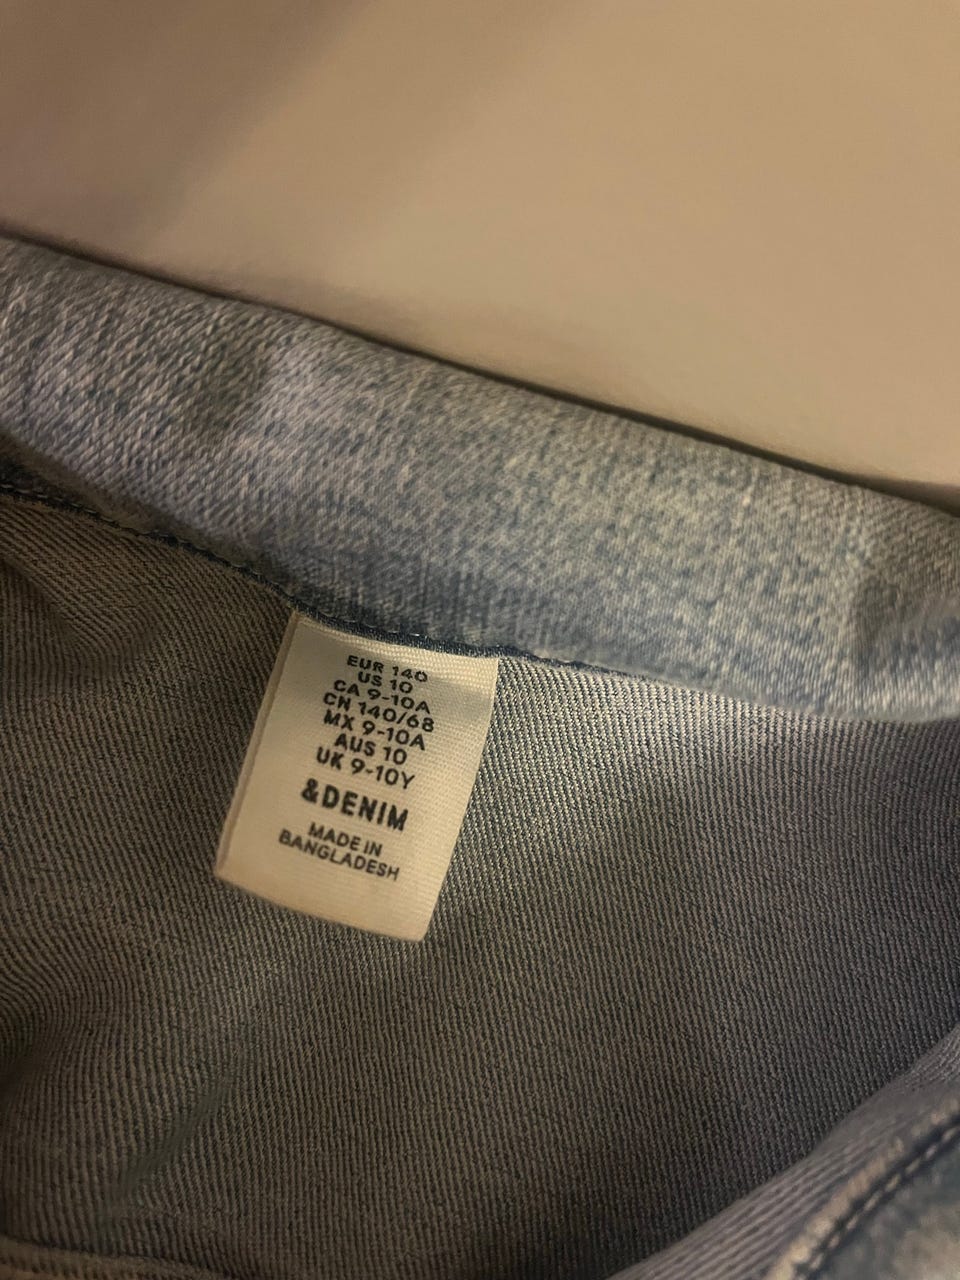 EUR 140
US 10
CA 9-10A
CN 140/68
MX 9-10A
AUS 10
UK 9-10Y
&DENIM
MADE IN
BANGLADESH